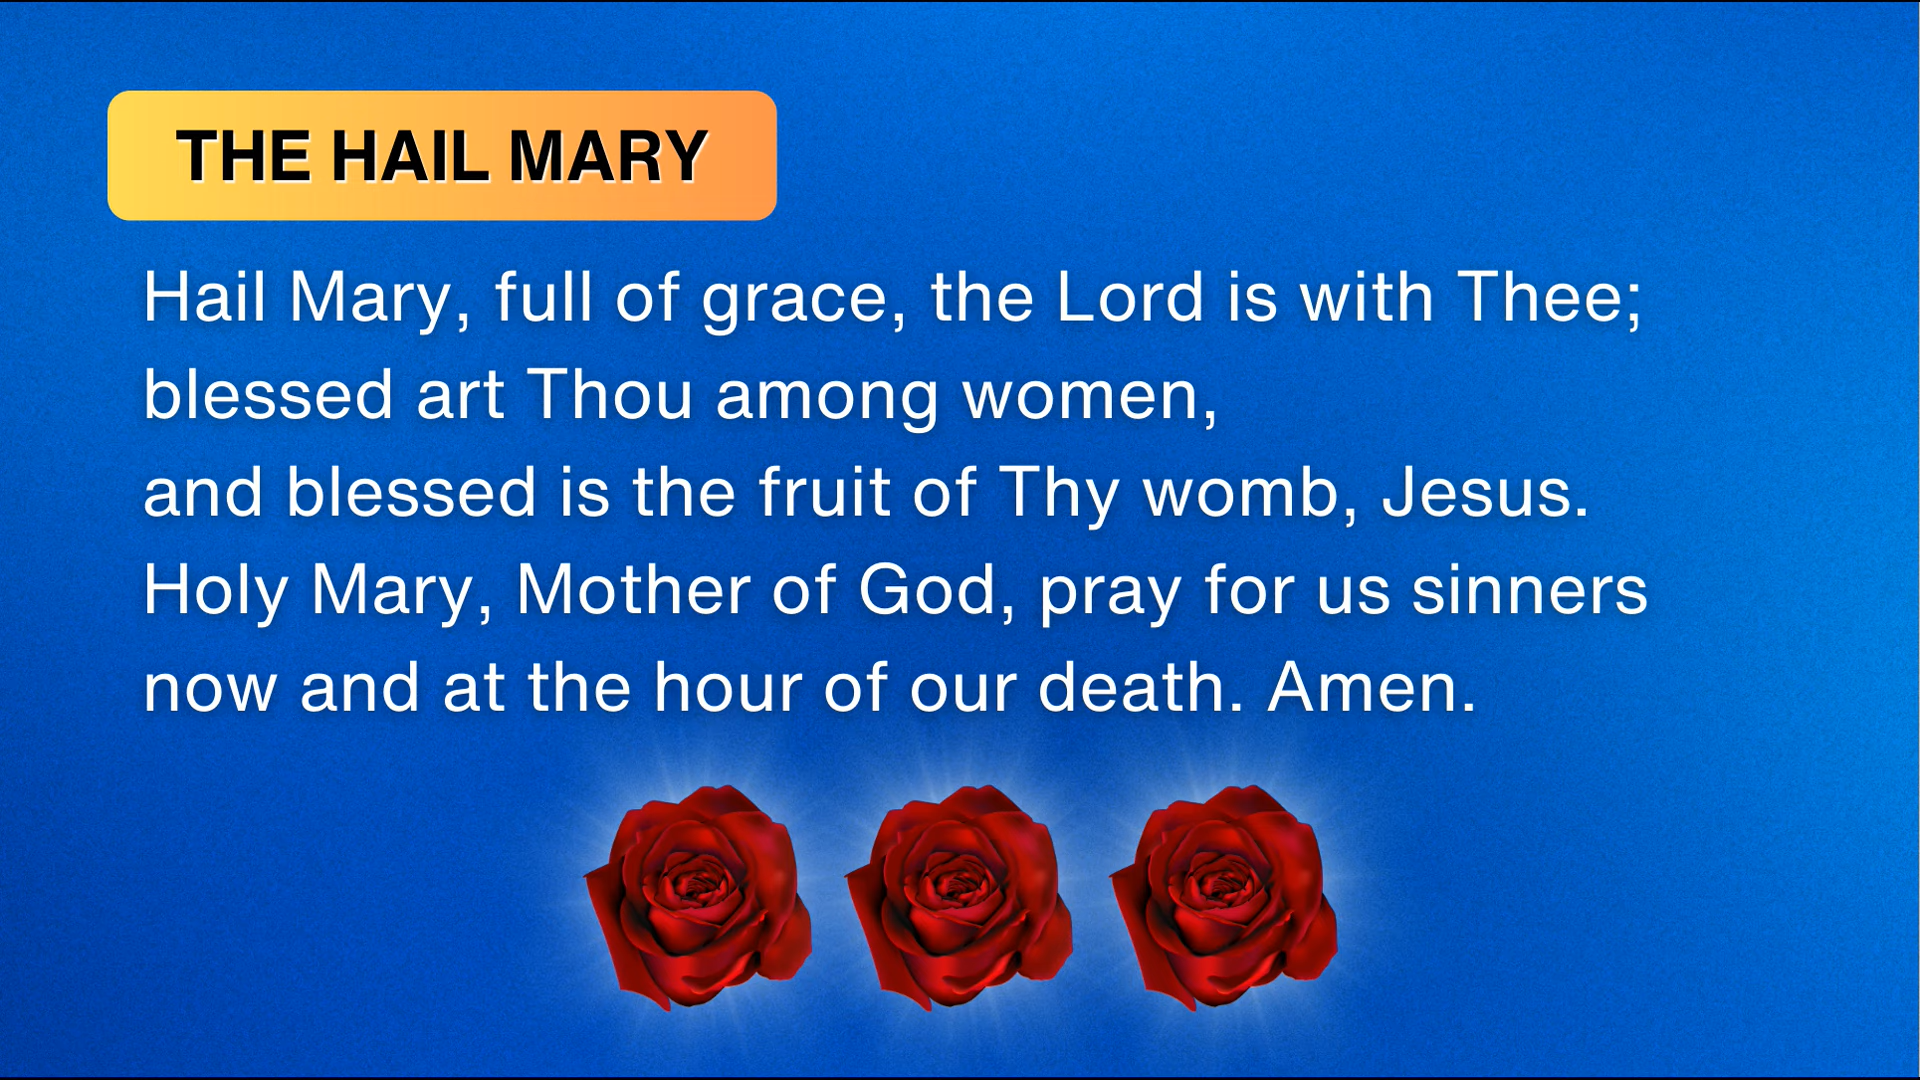 THE HAIL MARY
Hail Mary, full of grace, the Lord is with Thee;
blessed art Thou among women,
and blessed is the fruit of Thy womb, Jesus.
Holy Mary, Mother of God, pray for us sinners
now and at the hour of our death. Amen.